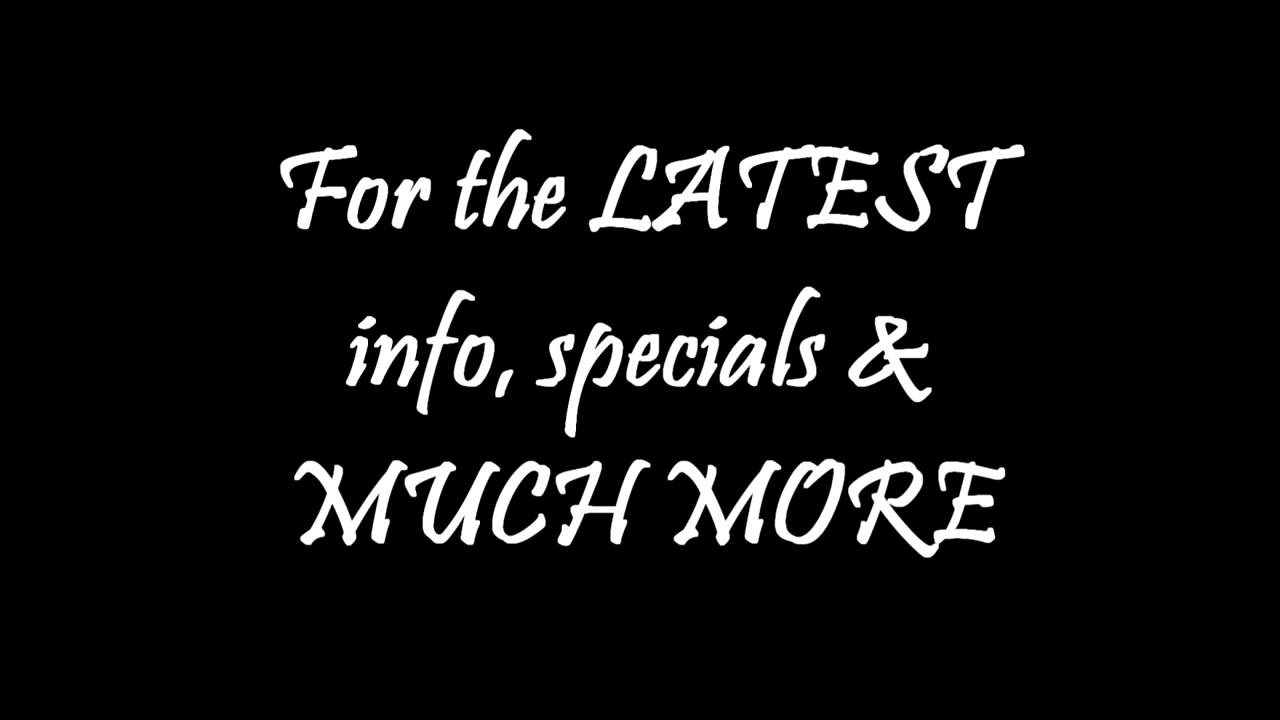 For the LATEST
info, specials &
MUCH MORE